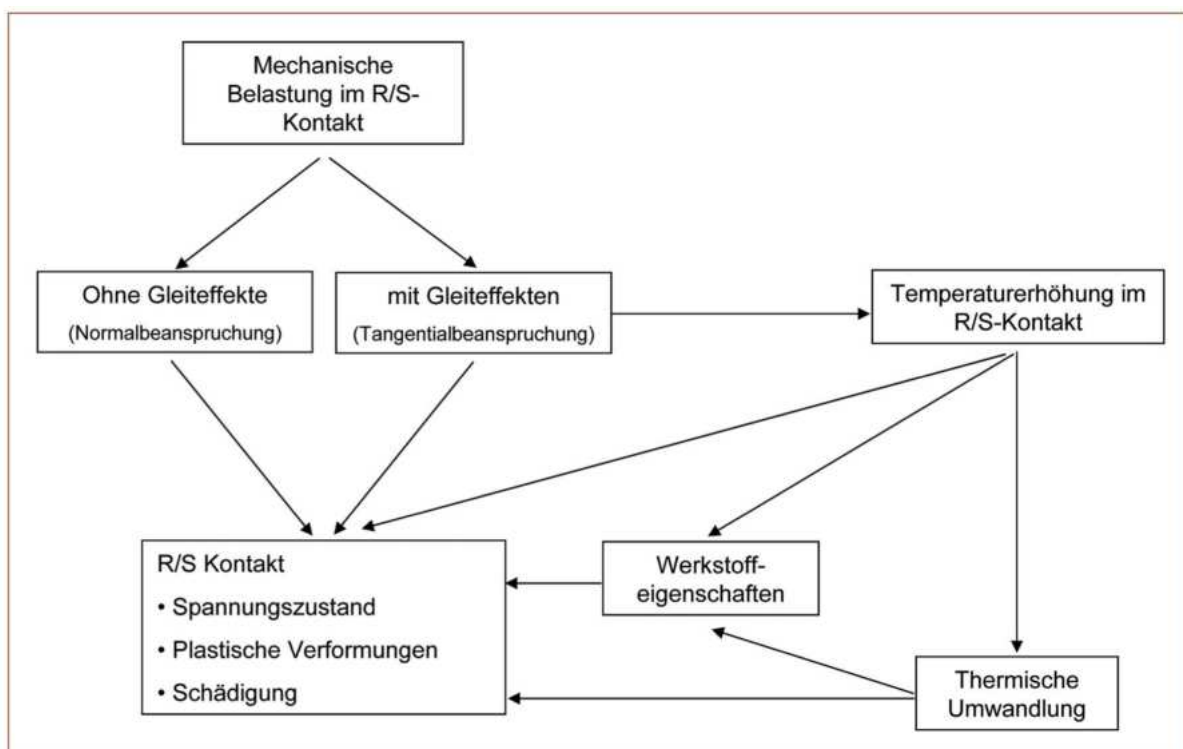 Mechanische
Belastung im R/S-
Kontakt
Ohne Gleiteffekte
(Normalbeanspruchung)
mit Gleiteffekten
(Tangentialbeanspruchung)
Temperaturerhöhung im
R/S-Kontakt
R/S Kontakt
• Spannungszustand
• Plastische Verformungen
• Schädigung
Werkstoff-
eigenschaften
Thermische
Umwandlung